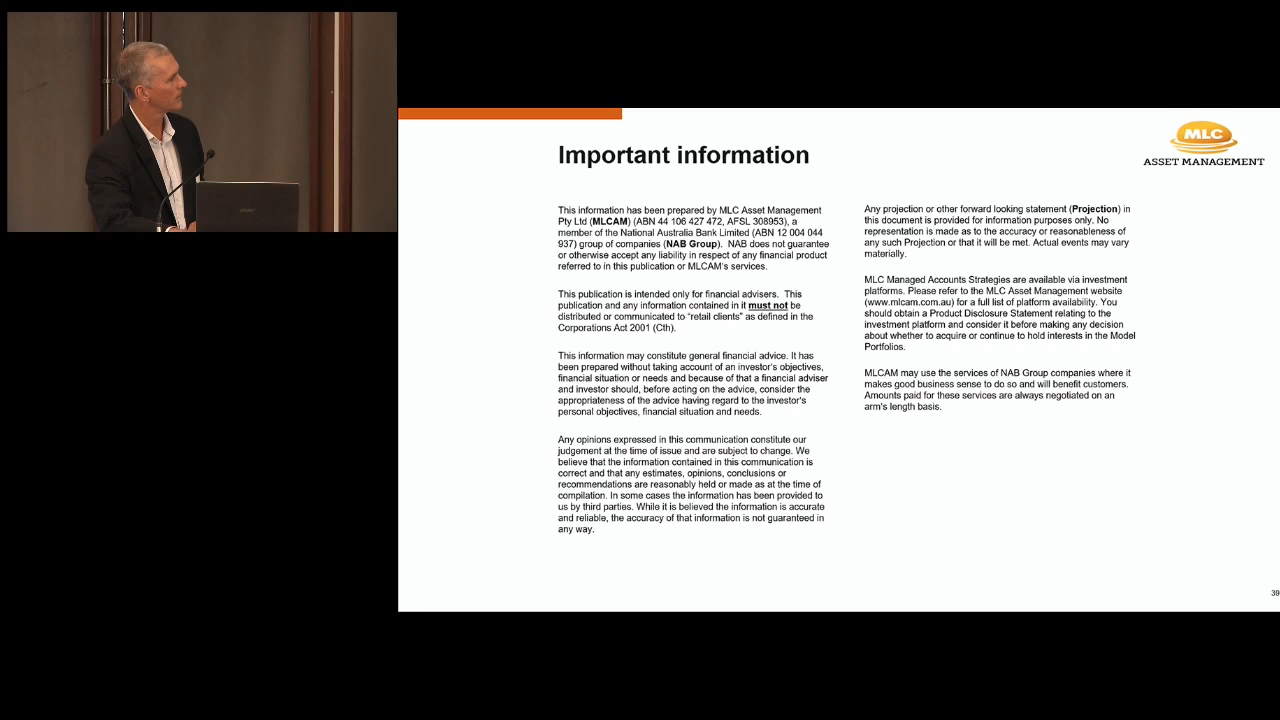 Important information
MLC
ASSET MANAGEMENT
This information has been prepared by MLC Asset Management
Pty Ltd (MLCAM) (ABN 44 106 427 472, AFSL 308953), a
member of the National Australia Bank Limited (ABN 12 004 044
937) group of companies (NAB Group).  NAB does not guarantee
or otherwise accept any liability in respect of any financial product
referred to in this publication or MLCAM's services.
This publication is intended only for financial advisers.  This
publication and any information contained in it must not be
distributed or communicated to “retail clients” as defined in the
Corporations Act 2001 (Cth).
This information may constitute general financial advice. It has
been prepared without taking account of an investor's objectives,
financial situation or needs and because of that a financial adviser
and investor should, before acting on the advice, consider the
appropriateness of the advice having regard to the investor's
personal objectives, financial situation and needs.
Any opinions expressed in this communication constitute our
judgement at the time of issue and are subject to change. We
believe that the information contained in this communication is
correct and that any estimates, opinions, conclusions or
recommendations are reasonably held or made as at the time of
compilation. In some cases the information has been provided to
us by third parties. While it is believed the information is accurate
and reliable, the accuracy of that information is not guaranteed in
any way.
Any projection or other forward looking statement (Projection) in
this document is provided for information purposes only. No
representation is made as to the accuracy or reasonableness of
any such Projection or that it will be met. Actual events may vary
materially.
MLC Managed Accounts Strategies are available via investment
platforms. Please refer to the MLC Asset Management website
(www.mlcam.com.au) for a full list of platform availability. You
should obtain a Product Disclosure Statement relating to the
investment platform and consider it before making any decision
about whether to acquire or continue to hold interests in the Model
Portfolios.
MLCAM may use the services of NAB Group companies where it
makes good business sense to do so and will benefit customers.
Amounts paid for these services are always negotiated on an
arm's length basis.
39